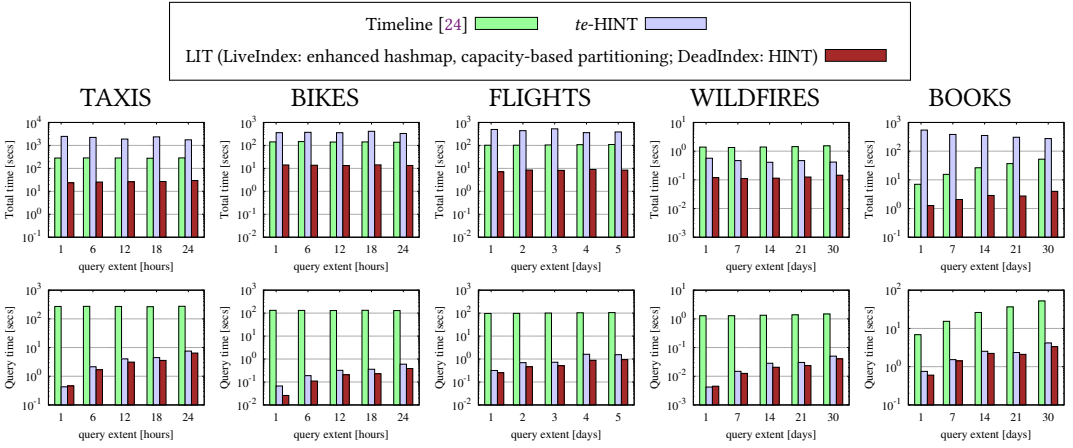 Timeline [24] te-HINT
LIT (LiveIndex: enhanced hashmap, capacity-based partitioning; DeadIndex: HINT)
TAXIS BIKES FLIGHTS WILDFIRES BOOKS
10^4 10^3 10^2 10^1 10^0 10^-1
Total time [secs]
1 6 12 18 24
query extent [hours]
10^3 10^2 10^1 10^0 10^-1 10^-2
Total time [secs]
1 6 12 18 24
query extent [hours]
10^3 10^2 10^1 10^0 10^-1
Total time [secs]
1 2 3 4 5
query extent [days]
10^1 10^0 10^-1 10^-2 10^-3
Total time [secs]
1 7 14 21 30
query extent [days]
10^3 10^2 10^1 10^0 10^-1
Total time [secs]
1 7 14 21 30
query extent [days]
10^3 10^2 10^1 10^0 10^-1
Query time [secs]
1 6 12 18 24
query extent [hours]
10^3 10^2 10^1 10^0 10^-1 10^-2
Query time [secs]
1 6 12 18 24
query extent [hours]
10^3 10^2 10^1 10^0 10^-1 10^-2
Query time [secs]
1 2 3 4 5
query extent [days]
10^1 10^0 10^-1 10^-2 10^-3
Query time [secs]
1 7 14 21 30
query extent [days]
10^2 10^1 10^0 10^-1
Query time [secs]
1 7 14 21 30
query extent [days]